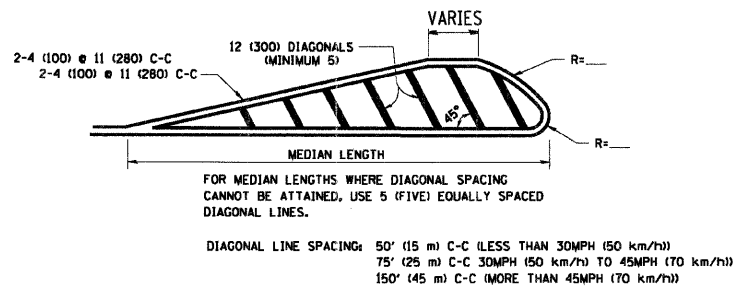 VARIES
2-4 (100) @ 11 (280) C-C
2-4 (100) @ 11 (280) C-C
12 (300) DIAGONALS
(MINIMUM 5)
R=___
45°
R=___
MEDIAN LENGTH
FOR MEDIAN LENGTHS WHERE DIAGONAL SPACING
CANNOT BE ATTAINED, USE 5 (FIVE) EQUALLY SPACED
DIAGONAL LINES.
DIAGONAL LINE SPACING: 50' (15 m) C-C (LESS THAN 30MPH (50 km/h))
75' (25 m) C-C 30MPH (50 km/h) TO 45MPH (70 km/h))
150' (45 m) C-C (MORE THAN 45MPH (70 km/h))